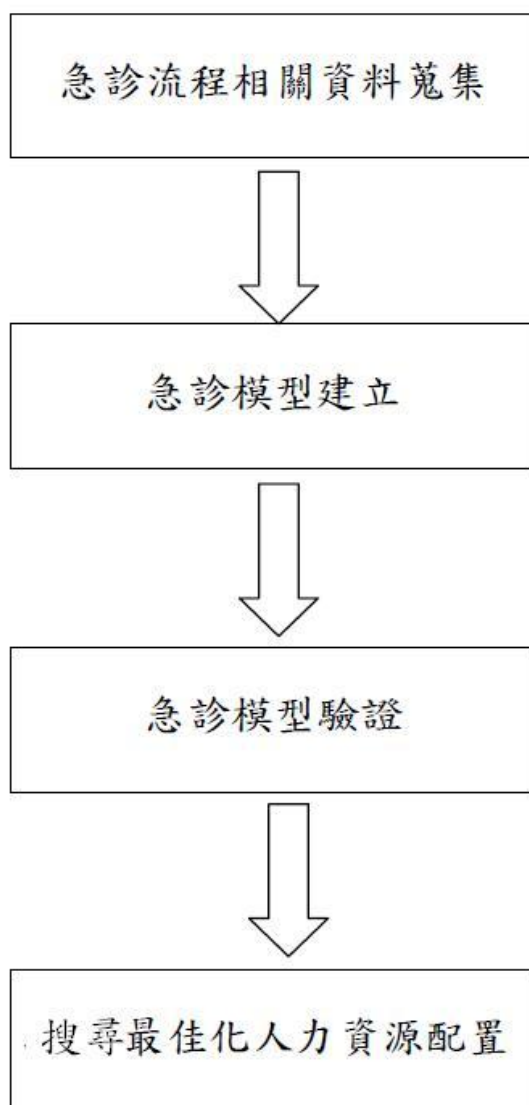 急診流程相關資料蒐集
急診模型建立
急診模型驗證
搜尋最佳化人力資源配置